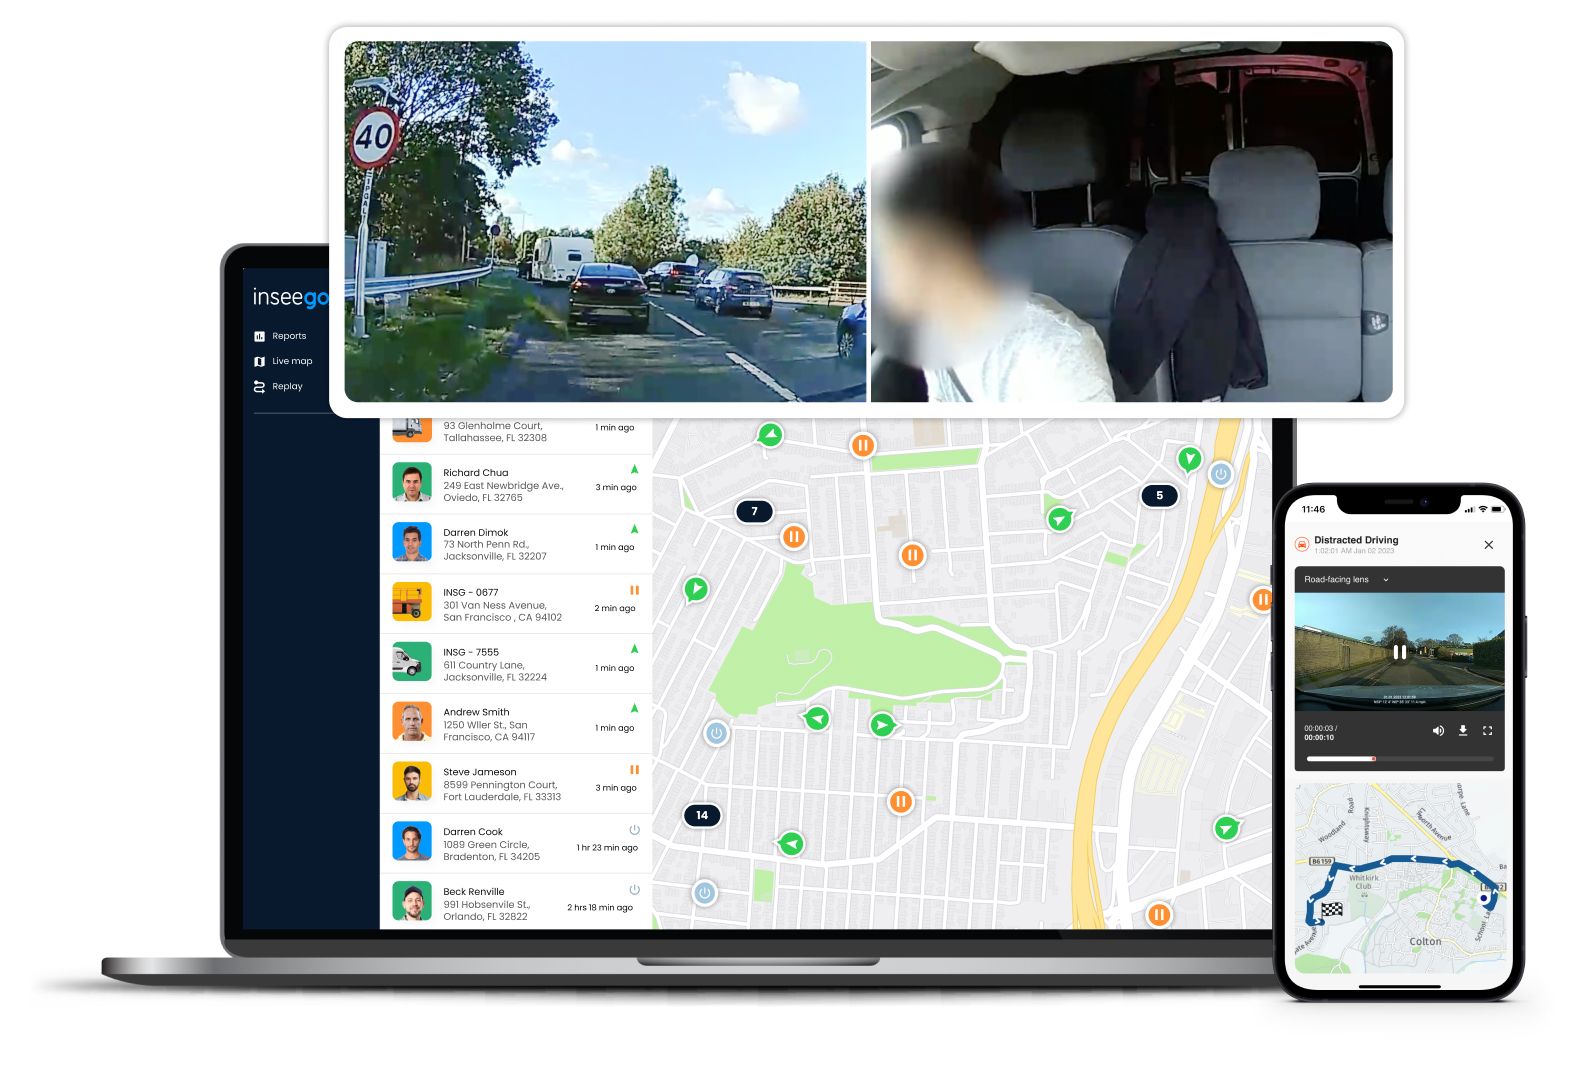 40
inseego
Reports
Live map
Replay
93 Glenholme Court,
Tallahassee, FL 32308
1 min ago
Richard Chua
249 East Newbridge Ave.,
Oviedo, FL 32765
3 min ago
Darren Dimok
73 North Penn Rd.,
Jacksonville, FL 32207
1 min ago
INSG - 0677
301 Van Ness Avenue,
San Francisco , CA 94102
2 min ago
INSG - 7555
611 Country Lane,
Jacksonville, FL 32224
1 min ago
Andrew Smith
1250 Wller St., San
Francisco, CA 94117
1 min ago
Steve Jameson
8599 Pennington Court,
Fort Lauderdale, FL 33313
3 min ago
Darren Cook
1089 Green Circle,
Bradenton, FL 34205
1 hr 23 min ago
Beck Renville
991 Hobsenvile St.,
Orlando, FL 32822
2 hrs 18 min ago
7
5
14
11:46
Distracted Driving
1:02:01 AM Jan 02 2023
Road-facing lens
00:00:03 /
00:00:10
Woodland
Road
Knightsway
Lane
Avenue
B6159
Whitkirk
Club
School
Colton